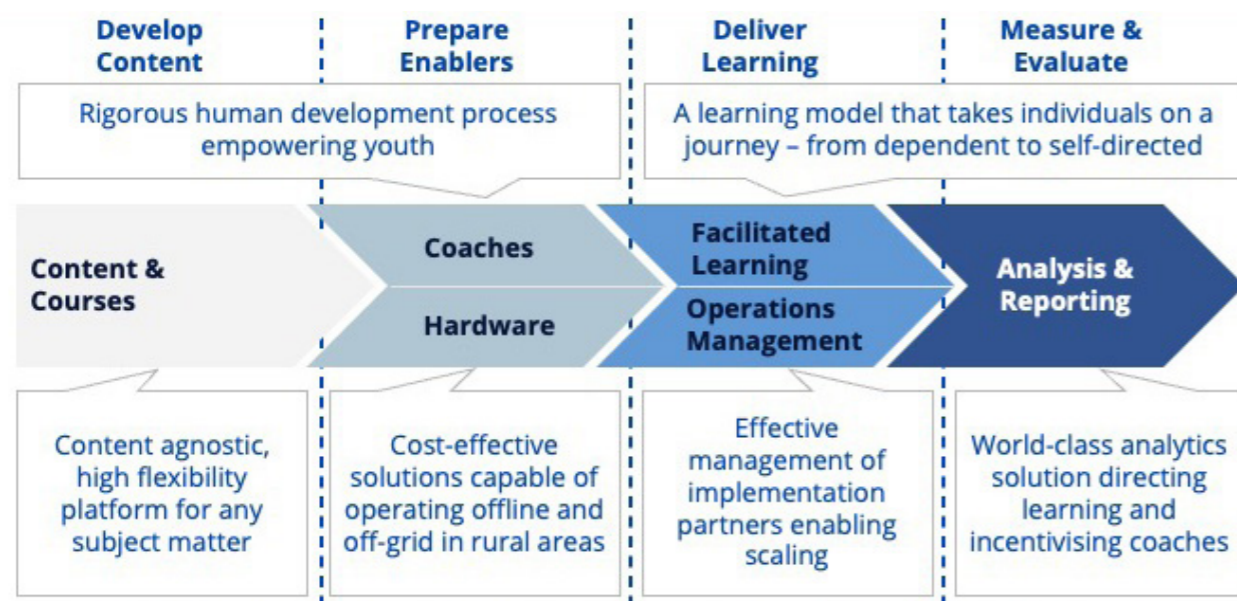 Develop
Content
Prepare
Enablers
Deliver
Learning
Measure &
Evaluate
Rigorous human development process
empowering youth
A learning model that takes individuals on a
journey – from dependent to self-directed
Content &
Courses
Coaches
Hardware
Facilitated
Learning
Operations
Management
Analysis &
Reporting
Content agnostic,
high flexibility
platform for any
subject matter
Cost-effective
solutions capable of
operating offline and
off-grid in rural areas
Effective
management of
implementation
partners enabling
scaling
World-class analytics
solution directing
learning and
incentivising coaches